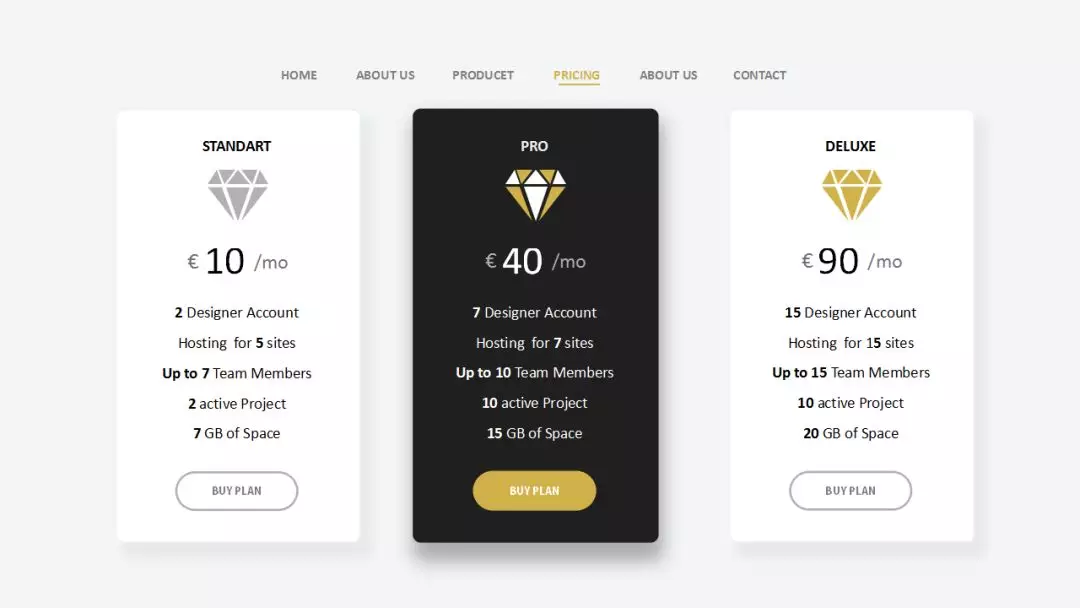 HOME ABOUT US PRODUCET PRICING ABOUT US CONTACT
STANDART
€ 10 /mo
2 Designer Account
Hosting for 5 sites
Up to 7 Team Members
2 active Project
7 GB of Space
BUY PLAN
PRO
€ 40 /mo
7 Designer Account
Hosting for 7 sites
Up to 10 Team Members
10 active Project
15 GB of Space
BUY PLAN
DELUXE
€ 90 /mo
15 Designer Account
Hosting for 15 sites
Up to 15 Team Members
10 active Project
20 GB of Space
BUY PLAN